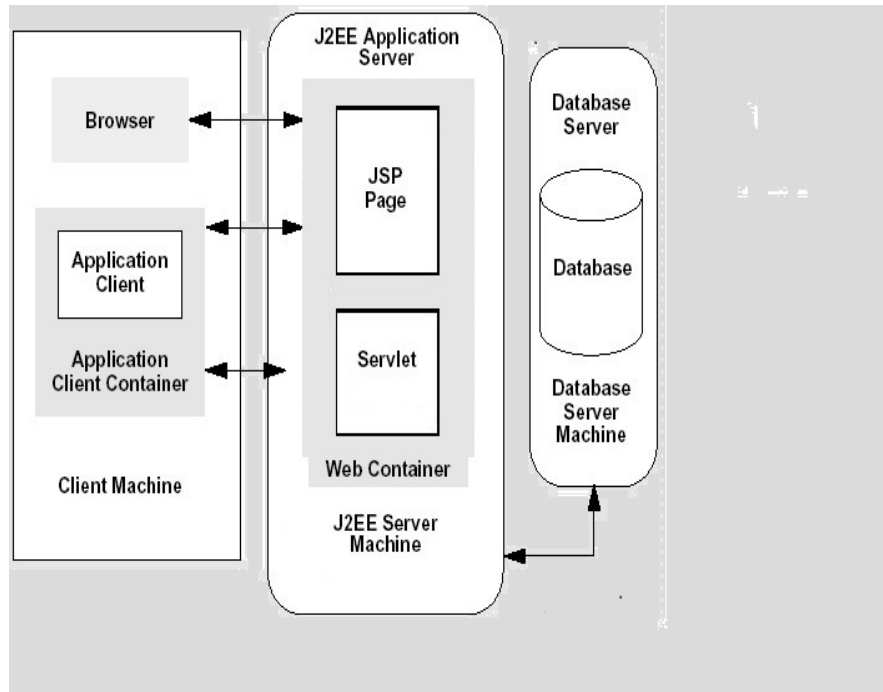 J2EE Application
Server
Browser
Application
Client
Application
Client Container
Client Machine
JSP
Page
Servlet
Web Container
J2EE Server
Machine
Database
Server
Database
Database
Server
Machine